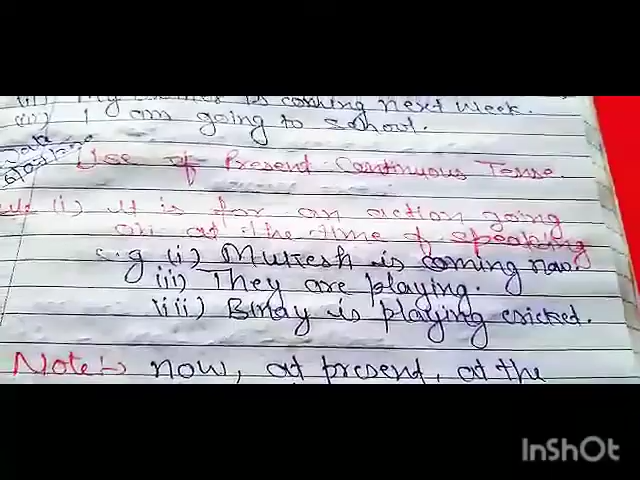 is coming next week.
(iv) I am going to school.
Use of Present Continuous Tense.
(i) It is for an action going
on at the time of speaking
e.g (i) Mukesh is coming now.
(ii) They are playing.
(iii) Binday is playing cricket.
Note:- now, at present, at the
InShOt